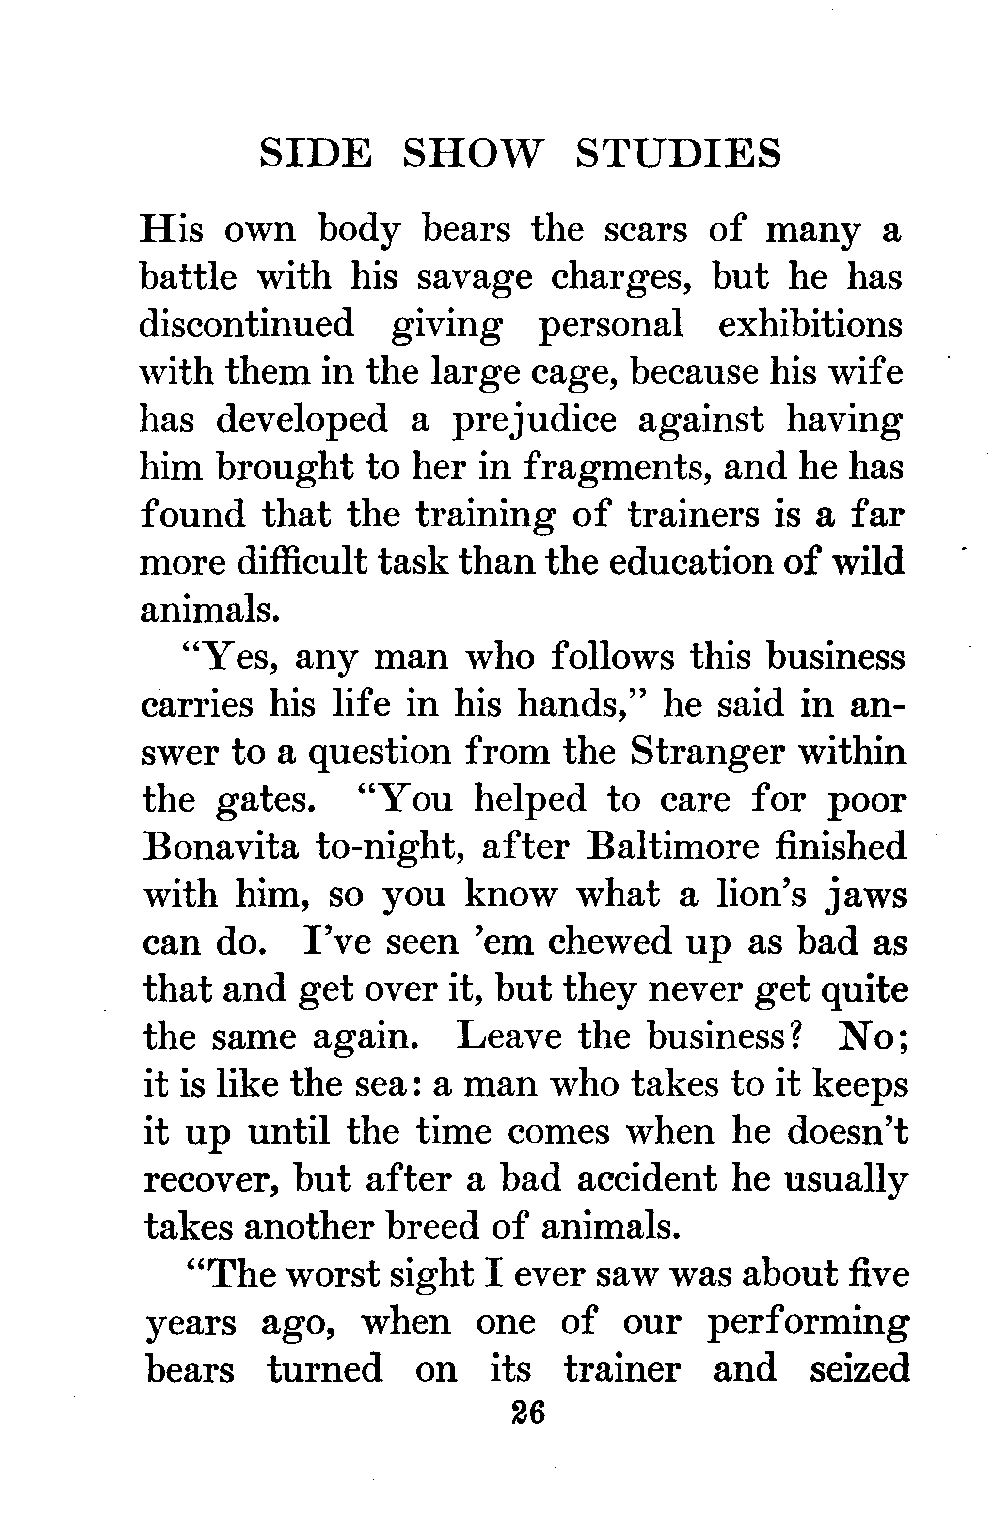 SIDE SHOW STUDIES
His own body bears the scars of many a
battle with his savage charges, but he has
discontinued giving personal exhibitions
with them in the large cage, because his wife
has developed a prejudice against having
him brought to her in fragments, and he has
found that the training of trainers is a far
more difficult task than the education of wild
animals.
“Yes, any man who follows this business
carries his life in his hands,” he said in an-
swer to a question from the Stranger within
the gates. “You helped to care for poor
Bonavita to-night, after Baltimore finished
with him, so you know what a lion’s jaws
can do. I’ve seen ’em chewed up as bad as
that and get over it, but they never get quite
the same again. Leave the business? No;
it is like the sea: a man who takes to it keeps
it up until the time comes when he doesn’t
recover, but after a bad accident he usually
takes another breed of animals.
“The worst sight I ever saw was about five
years ago, when one of our performing
bears turned on its trainer and seized
26